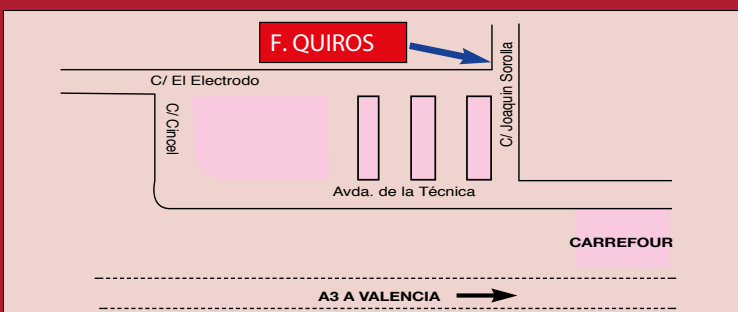 F. QUIROS
C/ El Electrodo
C/ Cincel
C/ Joaquin Sorolla
Avda. de la Técnica
CARREFOUR
A3 A VALENCIA